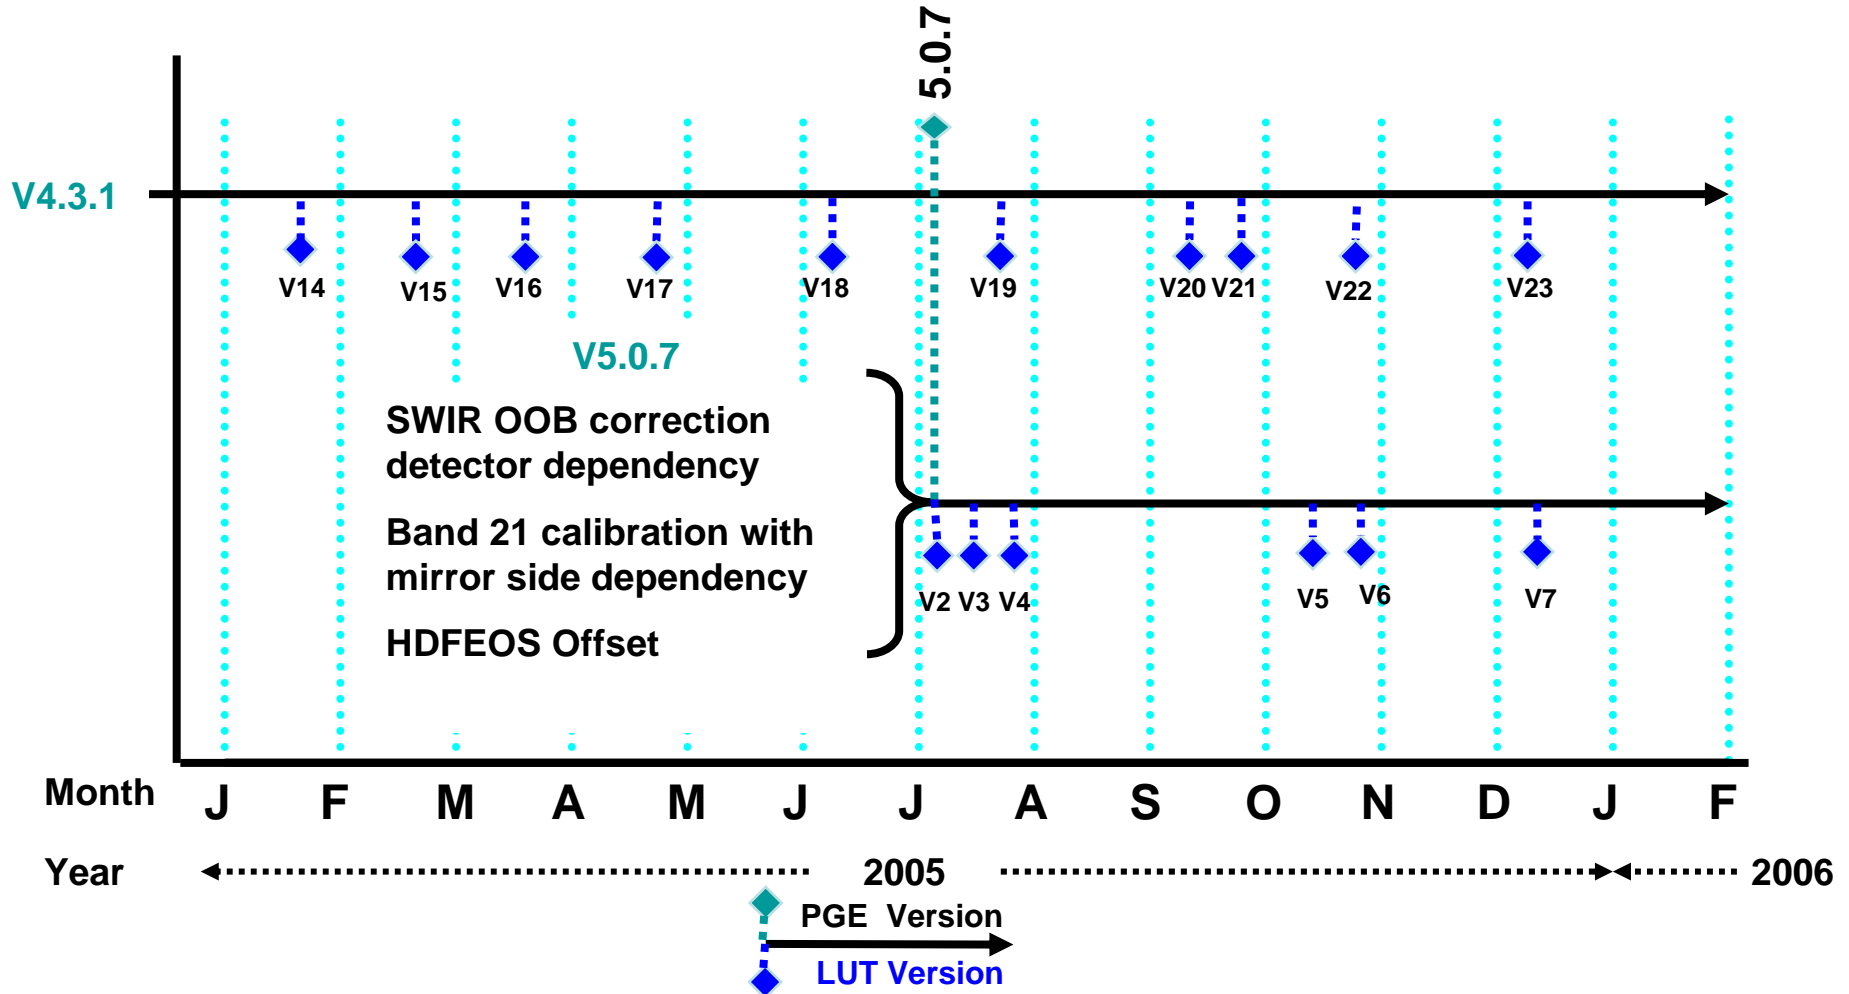 5.0.7
V4.3.1
V14 V15 V16 V17 V18 V19 V20 V21 V22 V23
V5.0.7
SWIR OOB correction
detector dependency
Band 21 calibration with
mirror side dependency
HDFEOS Offset
V2 V3 V4 V5 V6 V7
Month J F M A M J J A S O N D J F
Year 2005 2006
PGE Version
LUT Version